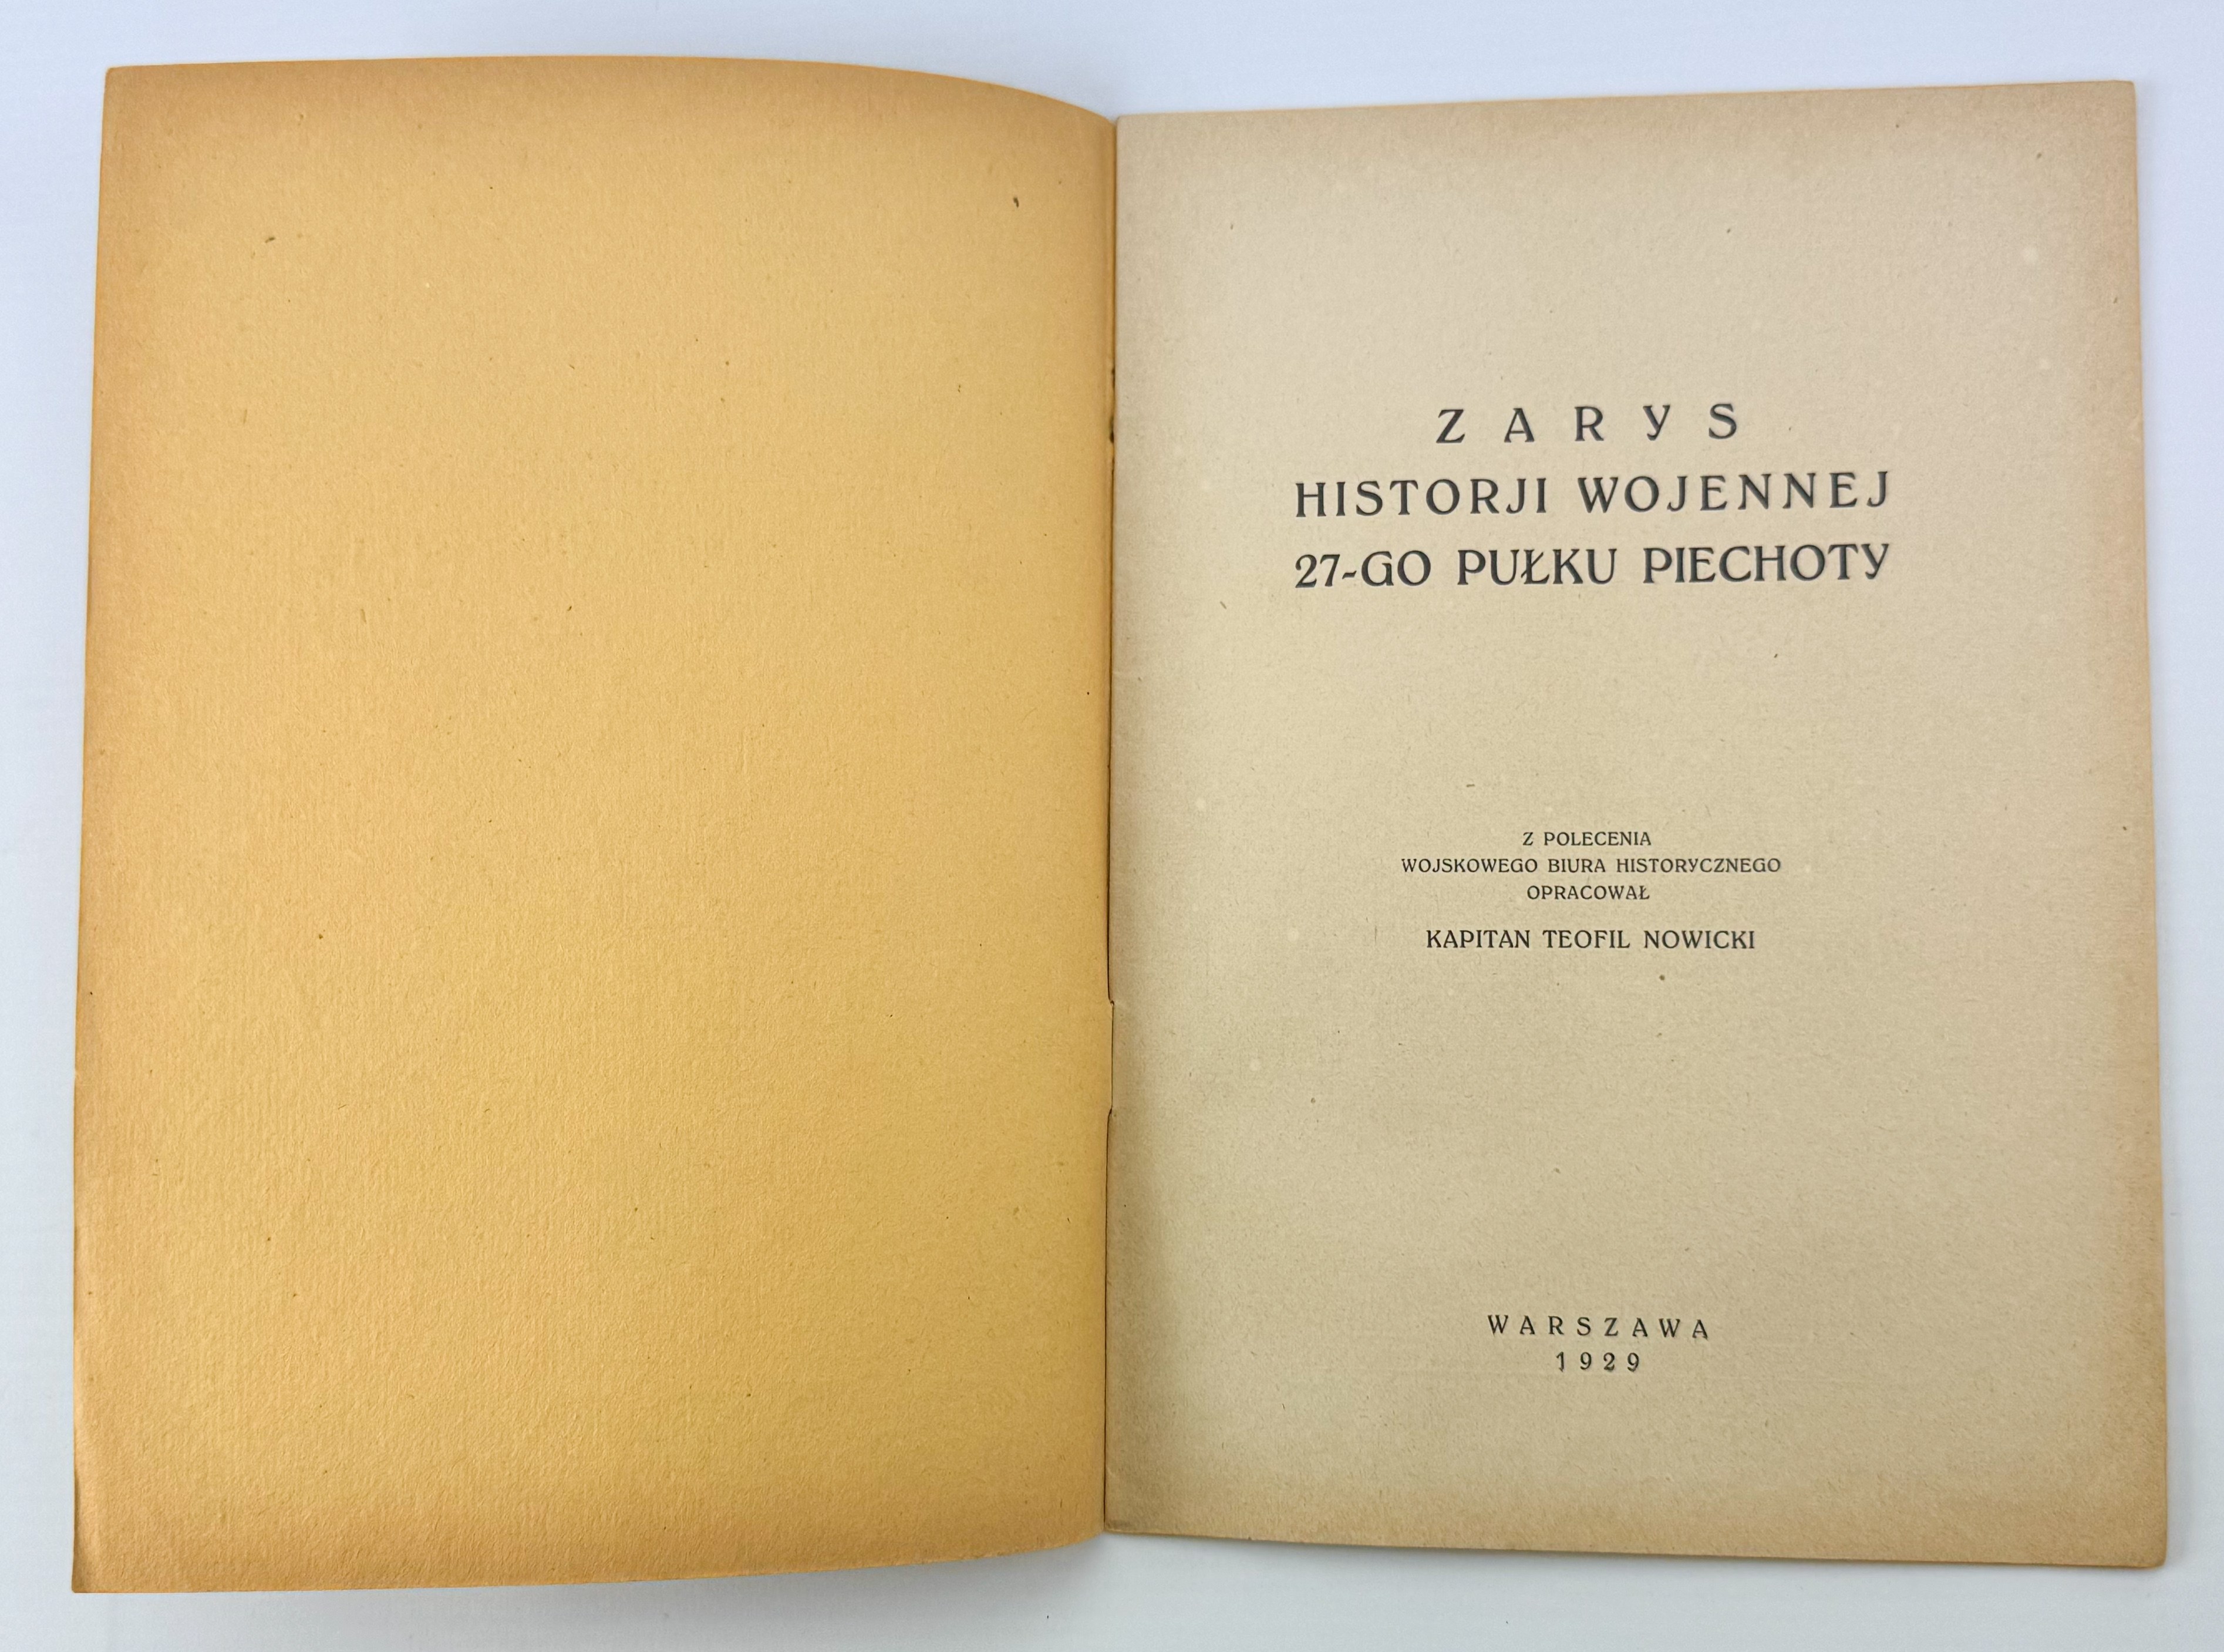 ZARYS
HISTORJI WOJENNEJ
27-GO PUŁKU PIECHOTY
Z POLECENIA
WOJSKOWEGO BIURA HISTORYCZNEGO
OPRACOWAŁ
KAPITAN TEOFIL NOWICKI
WARSZAWA
1929